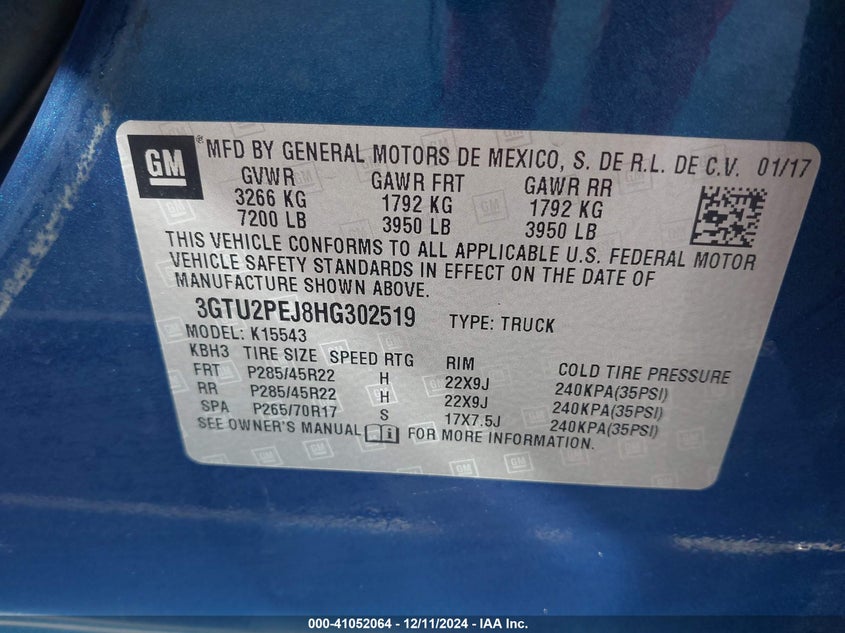 GM® MFD BY GENERAL MOTORS DE MEXICO, S. DE R.L. DE C.V. 01/17
GVWR GAWR FRT GAWR RR
3266 KG 1792 KG 1792 KG
7200 LB 3950 LB 3950 LB
THIS VEHICLE CONFORMS TO ALL APPLICABLE U.S. FEDERAL MOTOR
VEHICLE SAFETY STANDARDS IN EFFECT ON THE DATE OF
MANUFACTURE SHOWN ABOVE.
3GTU2PEJ8HG302519 TYPE: TRUCK
MODEL: K15543
KBH3 TIRE SIZE SPEED RTG RIM COLD TIRE PRESSURE
FRT P285/45R22 H 22X9J 240KPA(35PSI)
RR P285/45R22 H 22X9J 240KPA(35PSI)
SPA P265/70R17 S 17X7.5J 240KPA(35PSI)
SEE OWNER'S MANUAL FOR MORE INFORMATION.
000-41052064 - 12/11/2024 - IAA Inc.